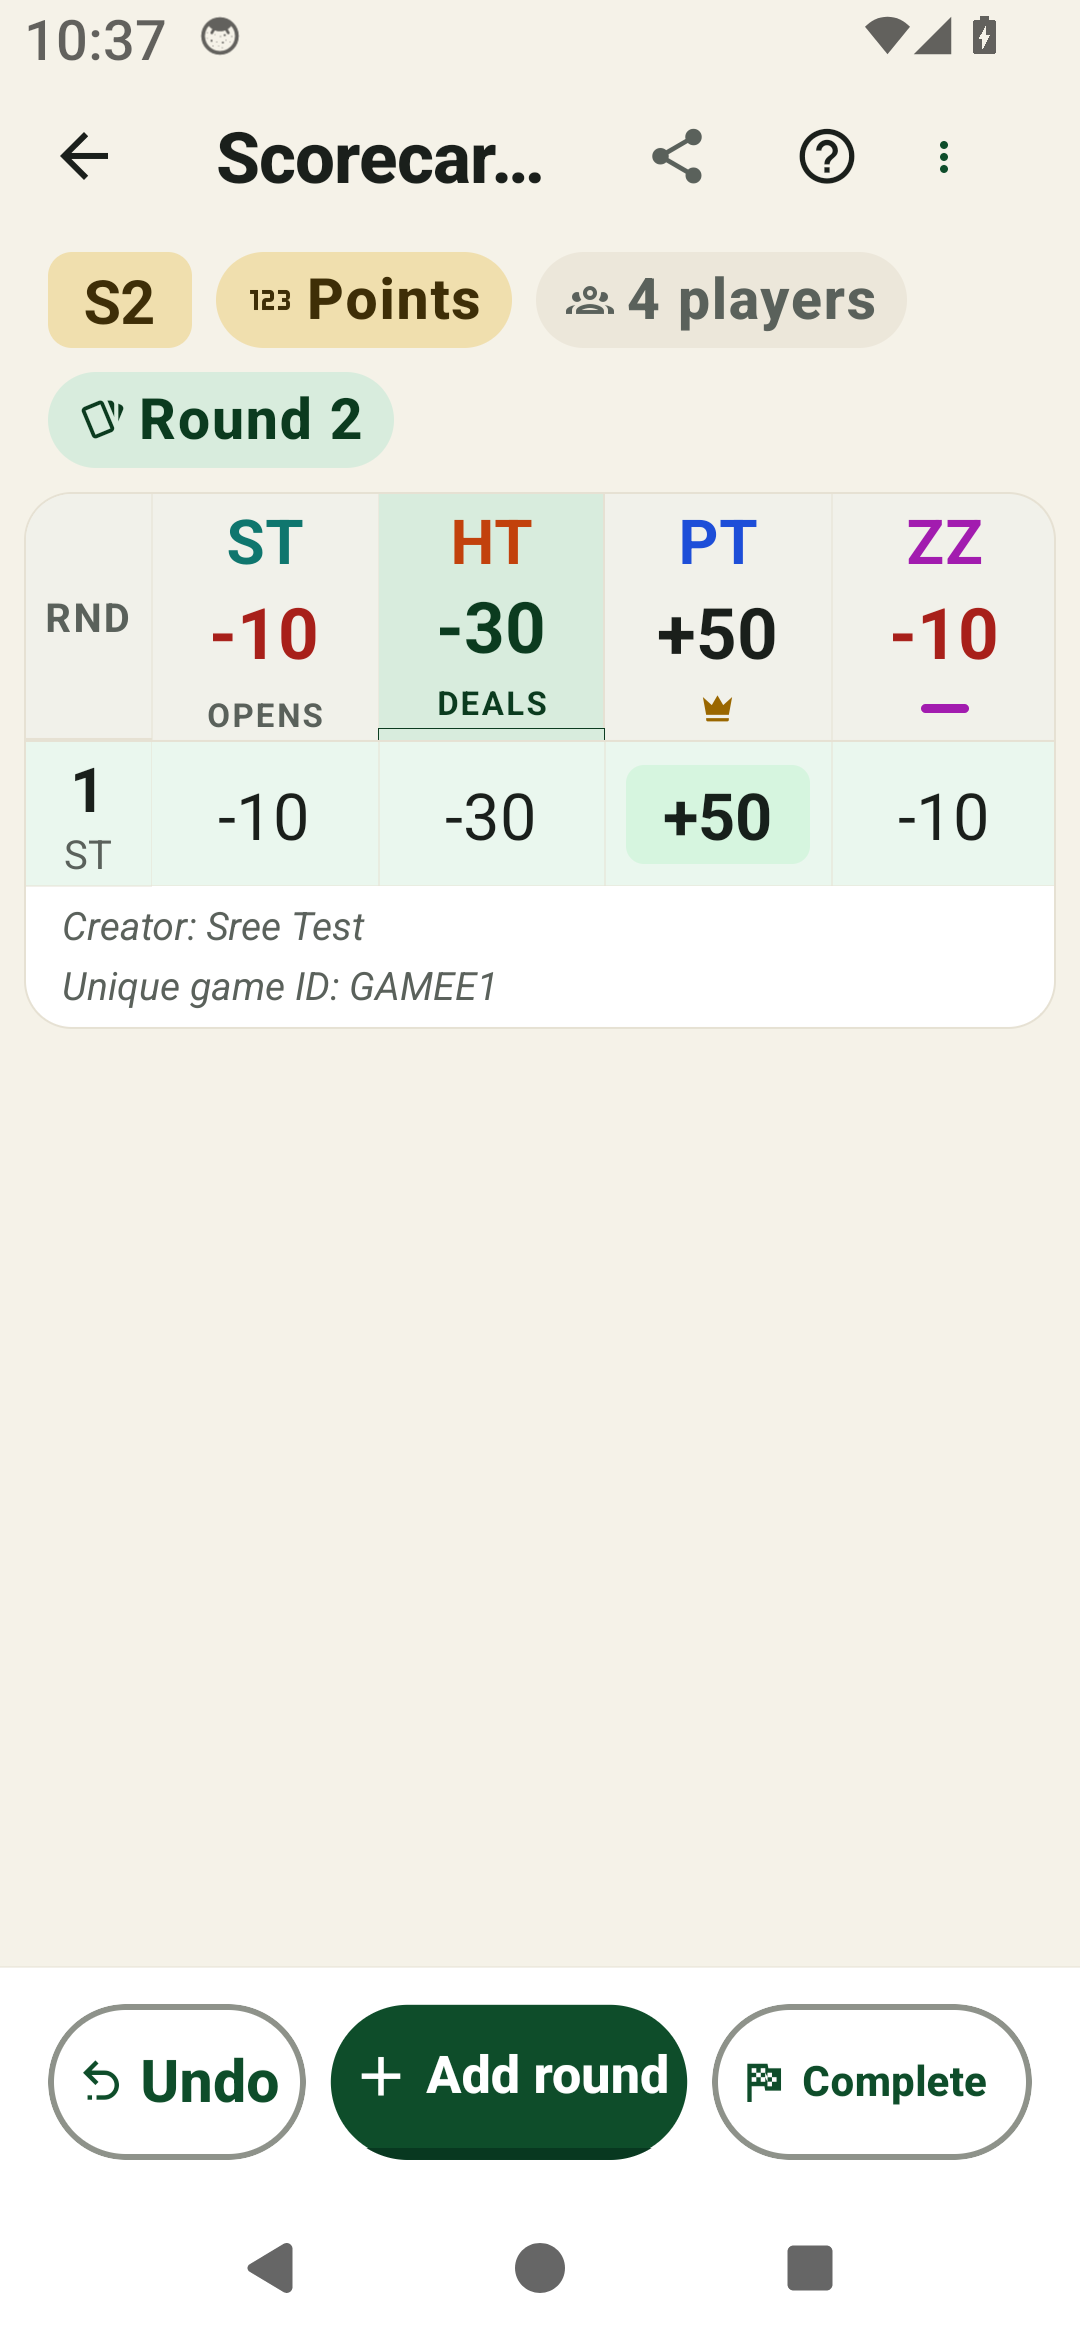 10:37
Scorecar...
S2 123 Points 4 players
Round 2
RND ST HT PT ZZ
-10 -30 +50 -10
OPENS DEALS
1 -10 -30 +50 -10
ST
Creator: Sree Test
Unique game ID: GAMEE1
Undo + Add round Complete